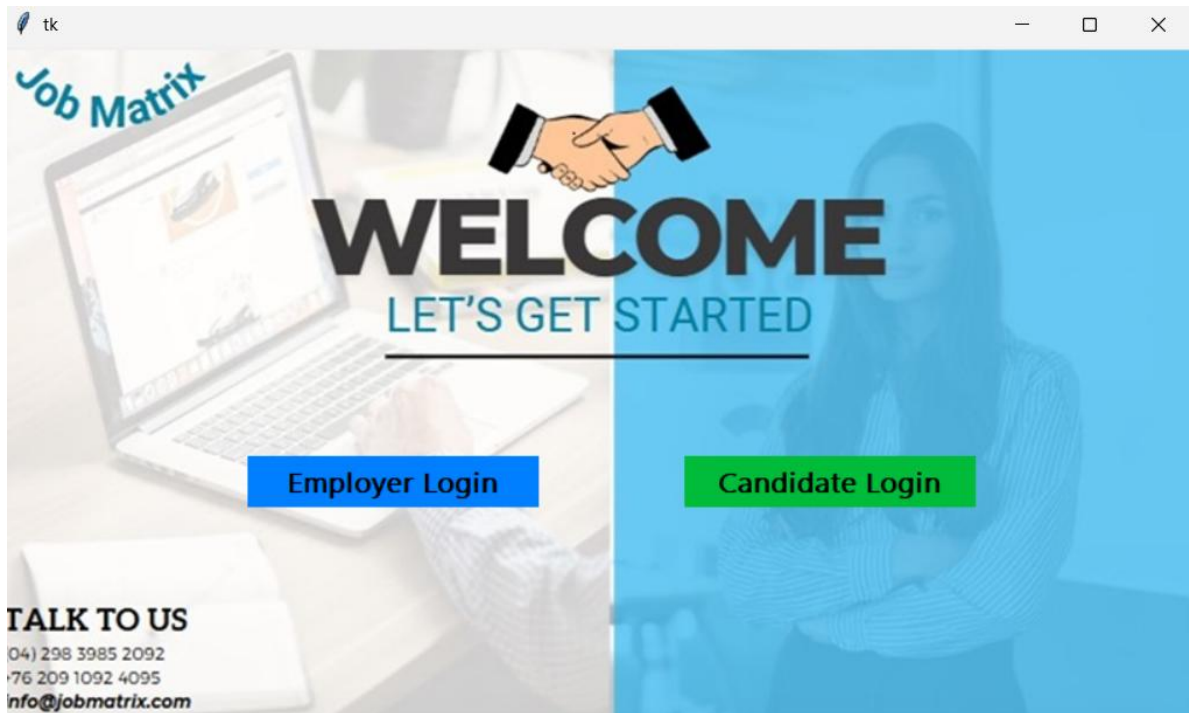 tk
Job Matrix
WELCOME
LET'S GET STARTED
Employer Login
Candidate Login
TALK TO US
04) 298 3985 2092
76 209 1092 4095
nfo@jobmatrix.com